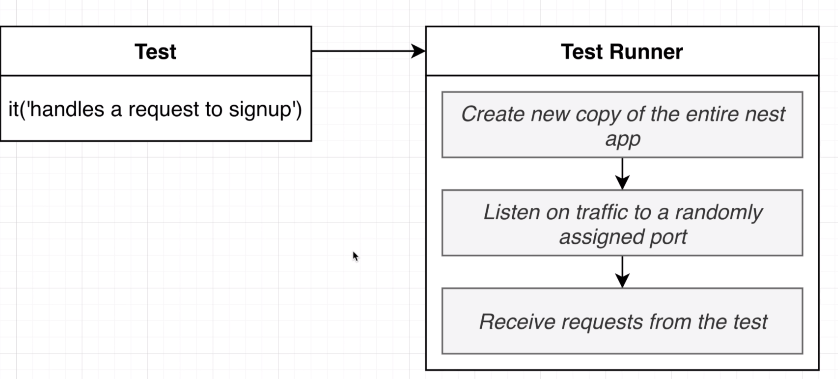 Test
it('handles a request to signup')
Test Runner
Create new copy of the entire nest
app
Listen on traffic to a randomly
assigned port
Receive requests from the test